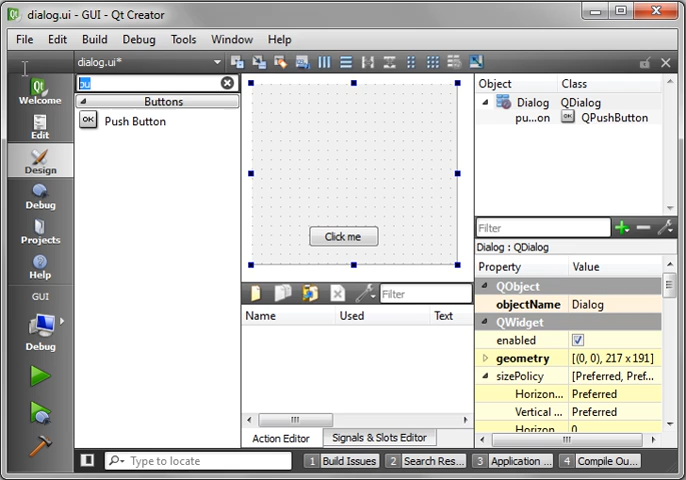 dialog.ui - GUI - Qt Creator
File Edit Build Debug Tools Window Help
dialog.ui*
Welcome
Edit
Design
Debug
Projects
Help
GUI
Debug
bu
Buttons
OK Push Button
Click me
Filter
Name Used Text
Action Editor Signals & Slots Editor
Object Class
Dialog QDialog
pu...on OK QPushButton
Filter
Dialog : QDialog
Property Value
QObject
objectName Dialog
QWidget
enabled
geometry [(0, 0), 217 x 191]
sizePolicy [Preferred, Pref...
Horizon... Preferred
Vertical ... Preferred
Horizon 0
Type to locate 1 Build Issues 2 Search Res... 3 Application ... 4 Compile Ou...